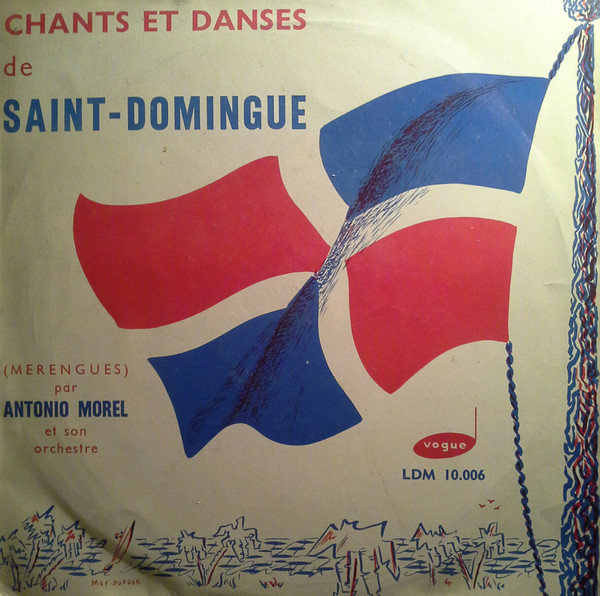 CHANTS ET DANSES
de
SAINT-DOMINGUE
(MERENGUES)
par
ANTONIO MOREL
et son
orchestre
vogue
LDM 10.006